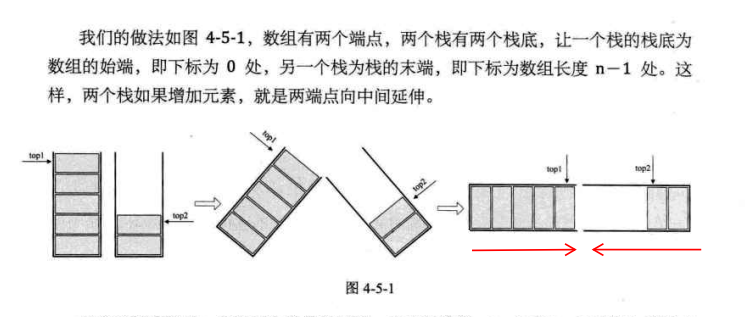 我们的做法如图 4-5-1，数组有两个端点，两个栈有两个栈底，让一个栈的栈底为
数组的始端，即下标为 0 处，另一个栈为栈的末端，即下标为数组长度 n－1 处。这
样，两个栈如果增加元素，就是两端点向中间延伸。
top1
top2
top1
top2
top1
top2
图 4-5-1